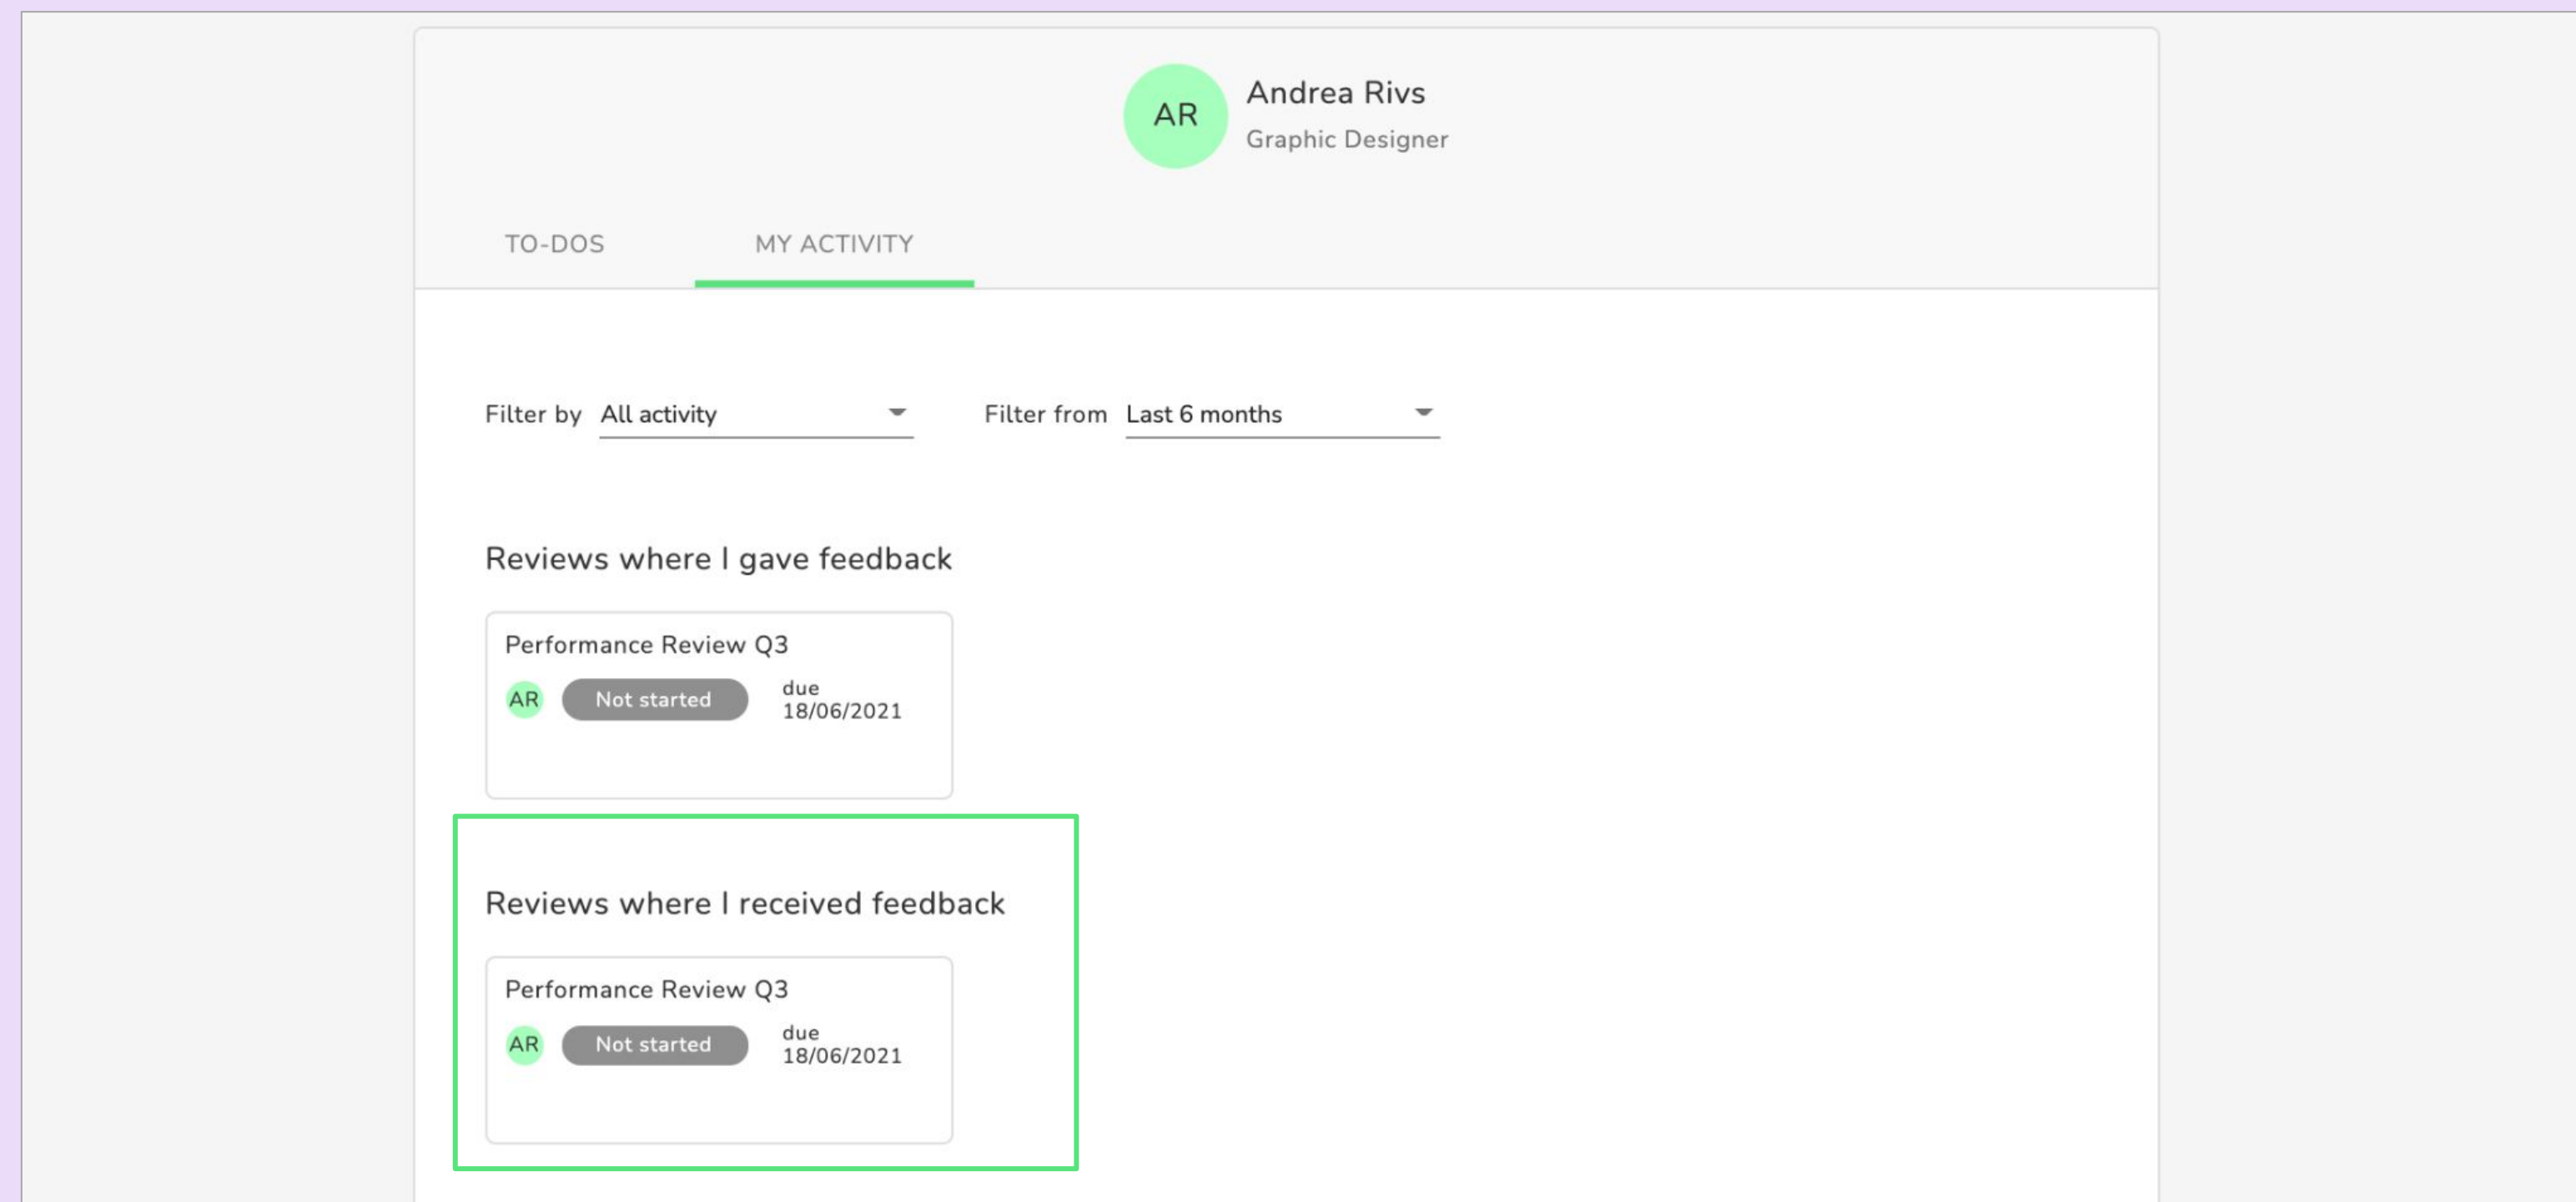 AR
Andrea Rivs
Graphic Designer
TO-DOS
MY ACTIVITY
Filter by All activity
Filter from Last 6 months
Reviews where I gave feedback
Performance Review Q3
AR
Not started
due
18/06/2021
Reviews where I received feedback
Performance Review Q3
AR
Not started
due
18/06/2021